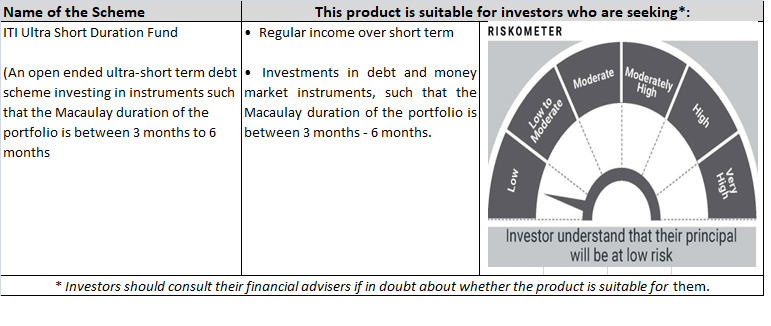 Name of the Scheme
This product is suitable for investors who are seeking*:
ITI Ultra Short Duration Fund
(An open ended ultra-short term debt
scheme investing in instruments such
that the Macaulay duration of the
portfolio is between 3 months to 6
months
• Regular income over short term
• Investments in debt and money
market instruments, such that the
Macaulay duration of the portfolio is
between 3 months - 6 months.
RISKOMETER
Low
Low to
Moderate
Moderate
Moderately
High
High
Very
High
Investor understand that their principal
will be at low risk
* Investors should consult their financial advisers if in doubt about whether the product is suitable for them.